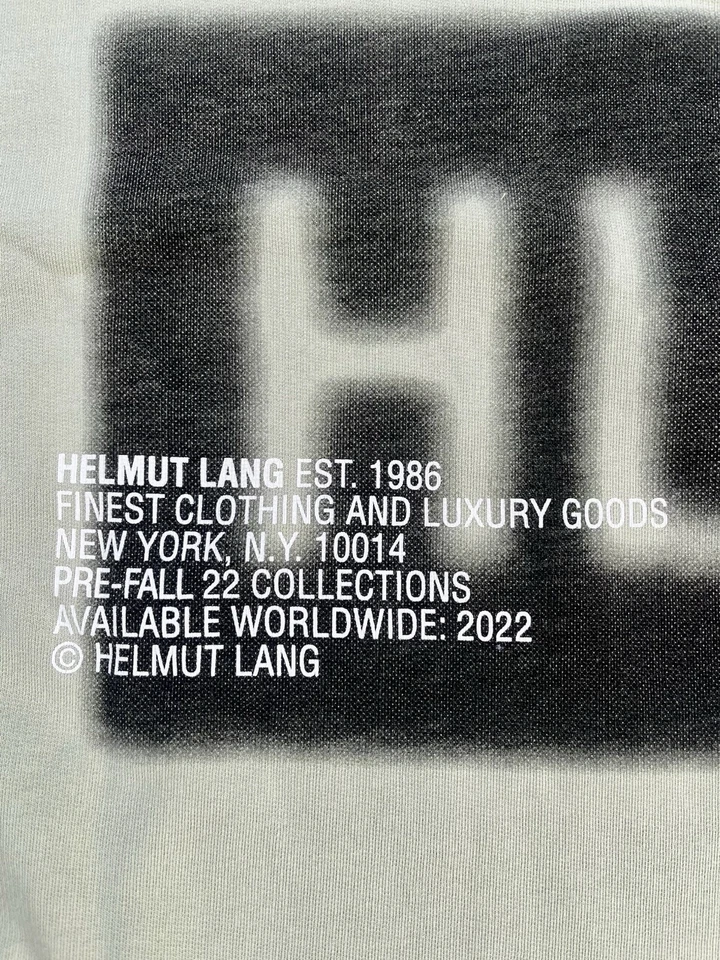 HL
HELMUT LANG EST. 1986
FINEST CLOTHING AND LUXURY GOODS
NEW YORK, N.Y. 10014
PRE-FALL 22 COLLECTIONS
AVAILABLE WORLDWIDE: 2022
© HELMUT LANG